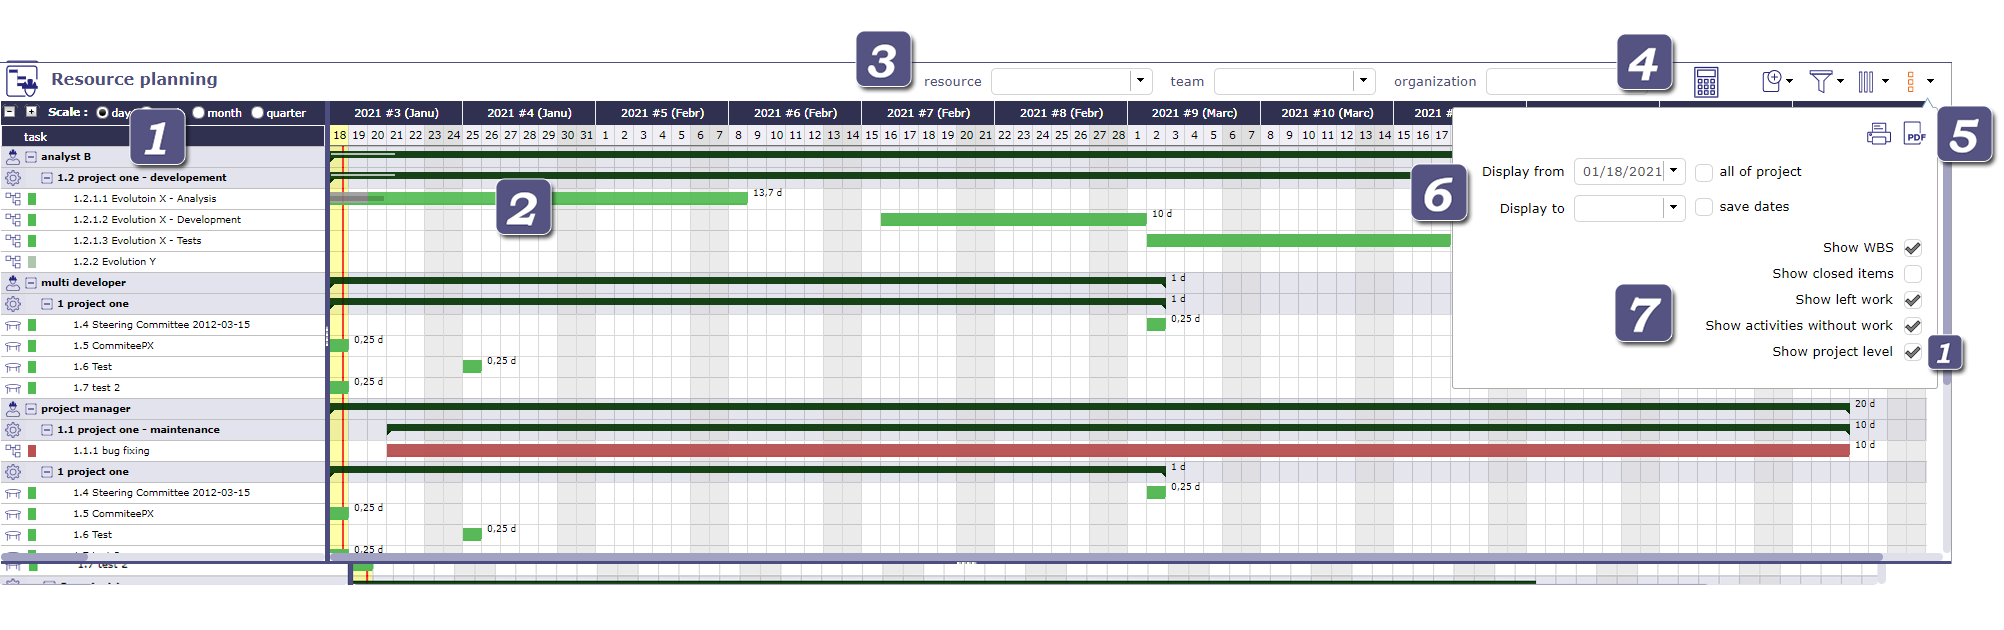 3
4
Resource planning
resource
team
organization
Scale :
day
month
quarter
1
task
2021 #3 (Janu)
2021 #4 (Janu)
2021 #5 (Febr)
2021 #6 (Febr)
2021 #7 (Febr)
2021 #8 (Febr)
2021 #9 (Marc)
2021 #10 (Marc)
2021 #
18 19 20 21 22 23 24 25 26 27 28 29 30 31 1 2 3 4 5 6 7 8 9 10 11 12 13 14 15 16 17 18 19 20 21 22 23 24 25 26 27 28 1 2 3 4 5 6 7 8 9 10 11 12 13 14 15 16 17
PDF
5
Display from
01/18/2021
all of project
6
Display to
save dates
Show WBS
Show closed items
Show left work
Show activities without work
Show project level
7
1
analyst B
1.2 project one - developement
1.2.1.1 Evolutoin X - Analysis
2
13,7 d
1.2.1.2 Evolution X - Development
10 d
1.2.1.3 Evolution X - Tests
1.2.2 Evolution Y
multi developer
1 d
1 project one
1 d
1.4 Steering Committee 2012-03-15
0,25 d
1.5 CommiteePX
0,25 d
1.6 Test
0,25 d
1.7 test 2
0,25 d
project manager
20 d
1.1 project one - maintenance
10 d
1.1.1 bug fixing
10 d
1 project one
1 d
1.4 Steering Committee 2012-03-15
0,25 d
1.5 CommiteePX
0,25 d
1.6 Test
0,25 d
0,25 d
1.7 test 2